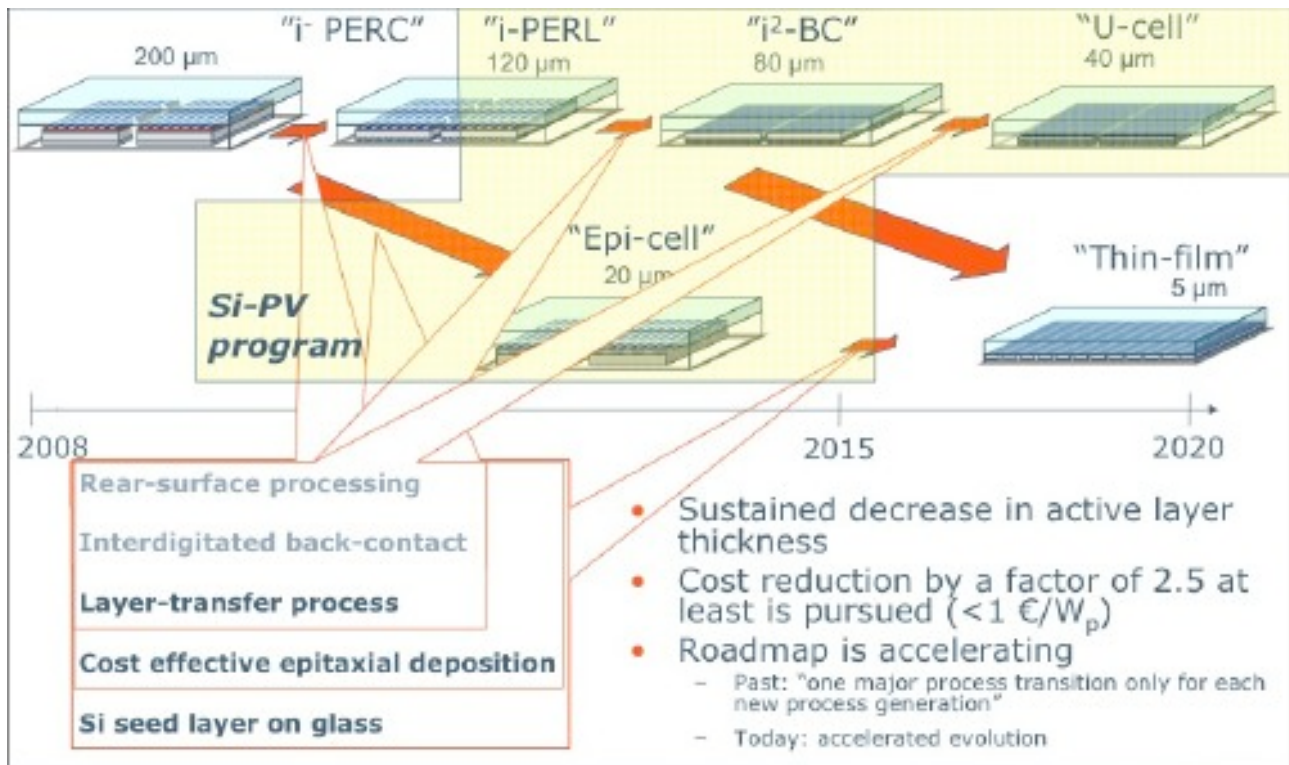 "i- PERC"
200 µm
"i-PERL"
120 µm
"i²-BC"
80 µm
"U-cell"
40 µm
"Epi-cell"
20 µm
"Thin-film"
5 µm
Si-PV
program
2008
2015
2020
Rear-surface processing
Interdigitated back-contact
Layer-transfer process
Cost effective epitaxial deposition
Si seed layer on glass
• Sustained decrease in active layer
thickness
• Cost reduction by a factor of 2.5 at
least is pursued (<1 €/Wp)
• Roadmap is accelerating
– Past: "one major process transition only for each
new process generation"
– Today: accelerated evolution